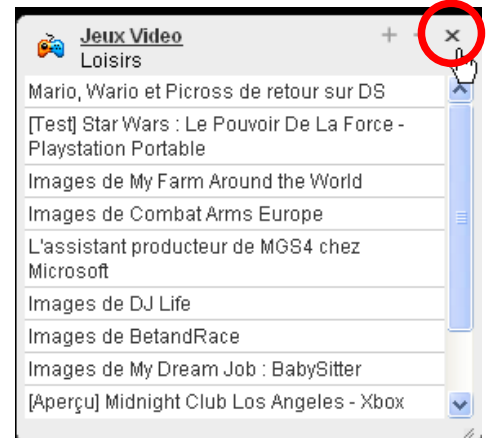 Jeux Video
Loisirs
Mario, Wario et Picross de retour sur DS
[Test] Star Wars : Le Pouvoir De La Force -
Playstation Portable
Images de My Farm Around the World
Images de Combat Arms Europe
L'assistant producteur de MGS4 chez
Microsoft
Images de DJ Life
Images de BetandRace
Images de My Dream Job : BabySitter
[Aperçu] Midnight Club Los Angeles - Xbox